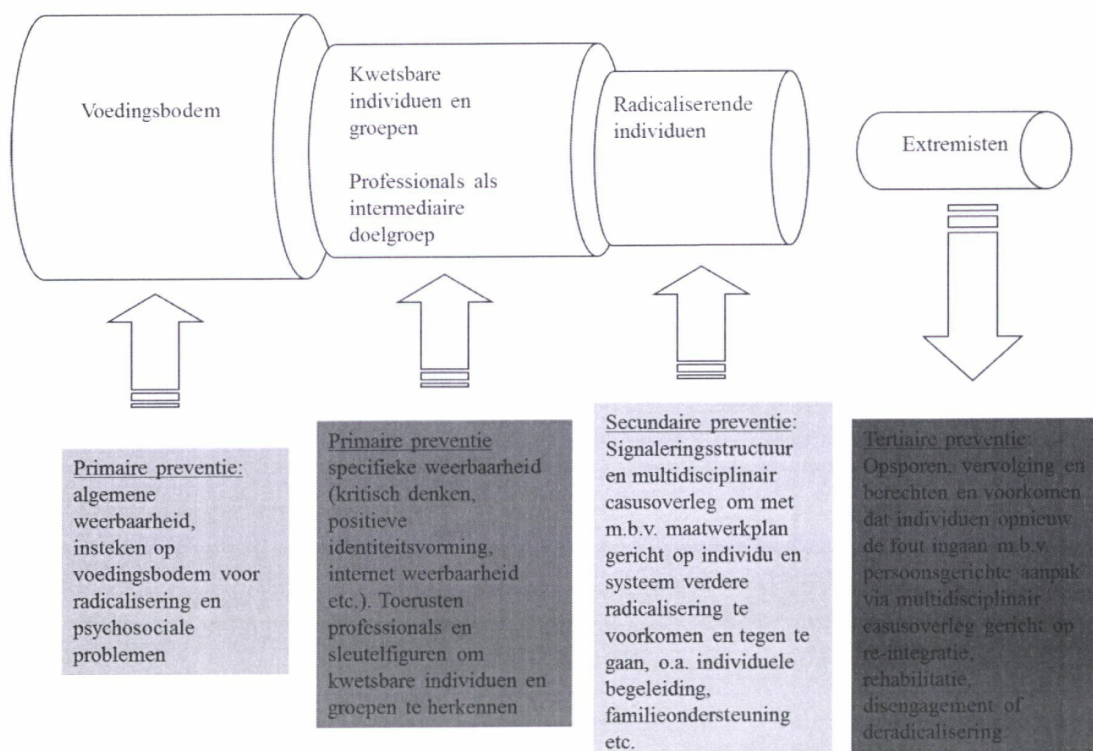 Voedingsbodem
Kwetsbare
individuen en
groepen
Professionals als
intermediaire
doelgroep
Radicaliserende
individuen
Extremisten
Primaire preventie:
algemene
weerbaarheid,
insteken op
voedingsbodem voor
radicalisering en
psychosociale
problemen
Primaire preventie
specifieke weerbaarheid
(kritisch denken,
positieve
identiteitsvorming,
internet weerbaarheid
etc.). Toerusten
professionals en
sleutelfiguren om
kwetsbare individuen en
groepen te herkennen
Secundaire preventie:
Signaleringsstructuur
en multidisciplinair
casusoverleg om met
m.b.v. maatwerkplan
gericht op individu en
systeem verdere
radicalisering te
voorkomen en tegen te
gaan, o.a. individuele
begeleiding,
familieondersteuning
etc.
Tertiaire preventie:
Opsporen, vervolging en
berechten en voorkomen
dat individuen opnieuw
de fout ingaan m.b.v.
persoonsgerichte aanpak
via multidisciplinair
casusoverleg gericht op
re-integratie,
rehabilitatie,
disengagement of
deradicalisering